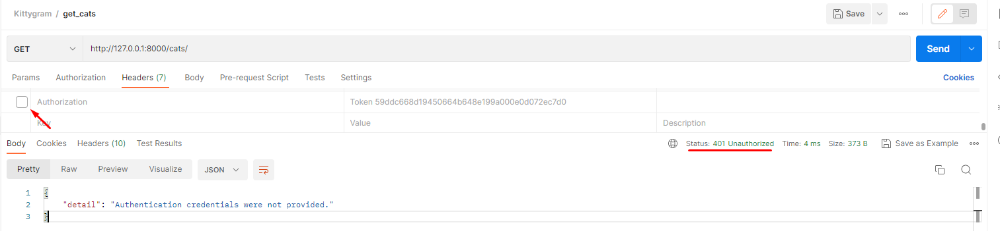 Kittygram / get_cats
Save
GET
http://127.0.0.1:8000/cats/
Send
Params Authorization Headers (7) Body Pre-request Script Tests Settings Cookies
Authorization Token 59ddc668d19450664b648e199a000e0d072ec7d0
Key Value Description
Body Cookies Headers (10) Test Results Status: 401 Unauthorized Time: 4 ms Size: 373 B Save as Example
Pretty Raw Preview Visualize JSON
1 {
2 "detail": "Authentication credentials were not provided."
3 }